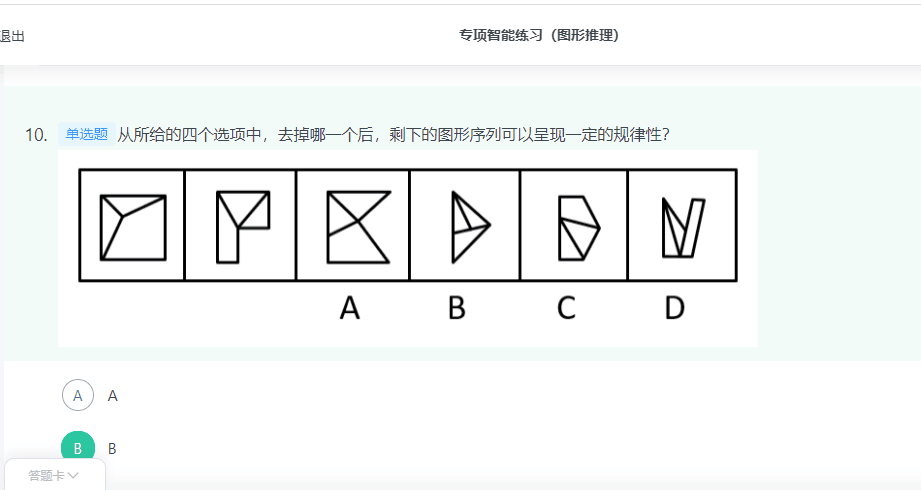 退出
专项智能练习（图形推理）
10. 单选题 从所给的四个选项中，去掉哪一个后，剩下的图形序列可以呈现一定的规律性？
A B C D
A A
B B
答题卡